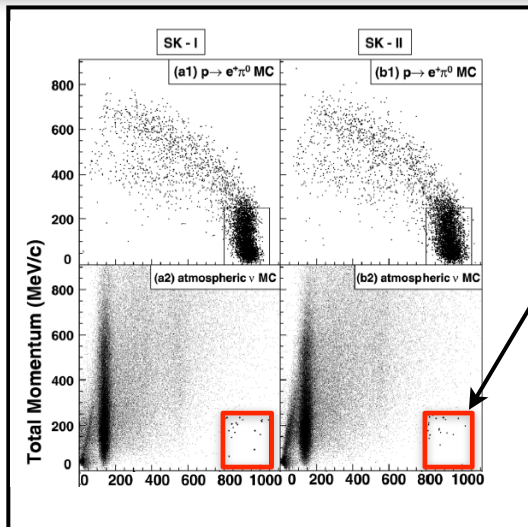 SK - I
SK - II
(a1) p→ e⁺π⁰ MC
(b1) p→ e⁺π⁰ MC
800
600
400
200
0
(a2) atmospheric ν MC
(b2) atmospheric ν MC
800
600
400
200
0
0 200 400 600 800 1000
0 200 400 600 800 1000
Total Momentum (MeV/c)